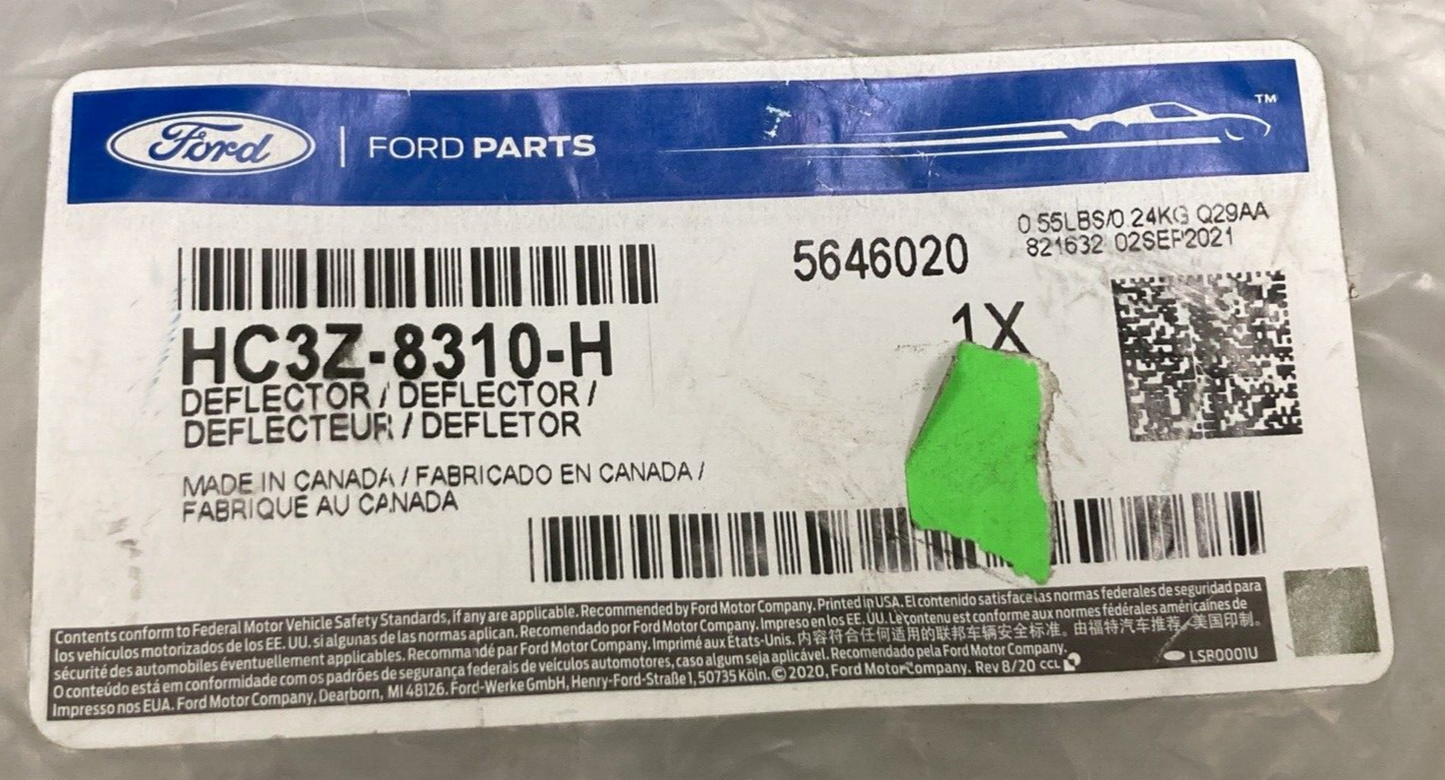 Ford | FORD PARTS
TM
0.55LBS/0.24KG Q29AA
821632 02SEP2021
5646020
1X
HC3Z-8310-H
DEFLECTOR / DEFLECTOR /
DEFLECTEUR / DEFLETOR
MADE IN CANADA / FABRICADO EN CANADA /
FABRIQUE AU CANADA
Contents conform to Federal Motor Vehicle Safety Standards, if any are applicable. Recommended by Ford Motor Company. Printed in USA. El contenido satisface las normas federales de seguridad para
los vehículos motorizados de los EE. UU. si algunas de las normas aplican. Recomendado por Ford Motor Company. Impreso en los EE. UU. Le contenu est conforme aux normes fédérales américaines de
sécurité des automobiles éventuellement applicables. Recommandé par Ford Motor Company. Imprimé aux États-Unis. 内容符合任何适用的联邦车辆安全标准。由福特汽车推荐 美国印制。
O conteúdo está em conformidade com os padrões de segurança federais de veículos automotores, caso algum seja aplicável. Recomendado pela Ford Motor Company.
Impresso nos EUA. Ford Motor Company, Dearborn, MI 48126. Ford-Werke GmbH, Henry-Ford-Straße 1, 50735 Köln. © 2020, Ford Motor Company. Rev 8/20 CCL
LSB0001U